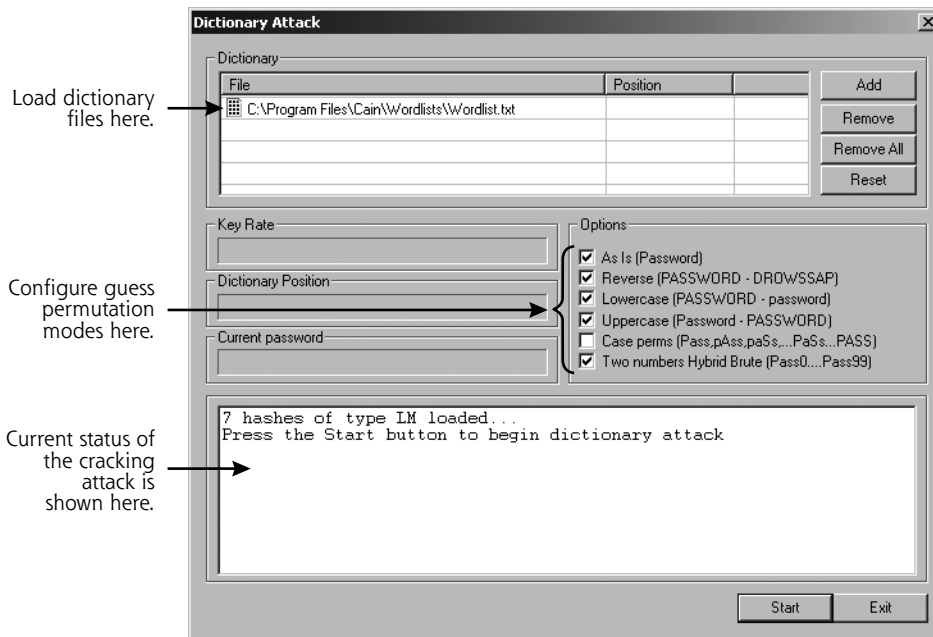 Dictionary Attack
Dictionary
File Position
C:\Program Files\Cain\Wordlists\Wordlist.txt
Add
Remove
Remove All
Reset
Load dictionary
files here.
Key Rate
Dictionary Position
Current password
Configure guess
permutation
modes here.
Options
As Is (Password)
Reverse (PASSWORD - DROWSSAP)
Lowercase (PASSWORD - password)
Uppercase (Password - PASSWORD)
Case perms (Pass,pAss,paSs,...PaSs...PASS)
Two numbers Hybrid Brute (Pass0....Pass99)
7 hashes of type LM loaded...
Press the Start button to begin dictionary attack
Current status of
the cracking
attack is
shown here.
Start Exit